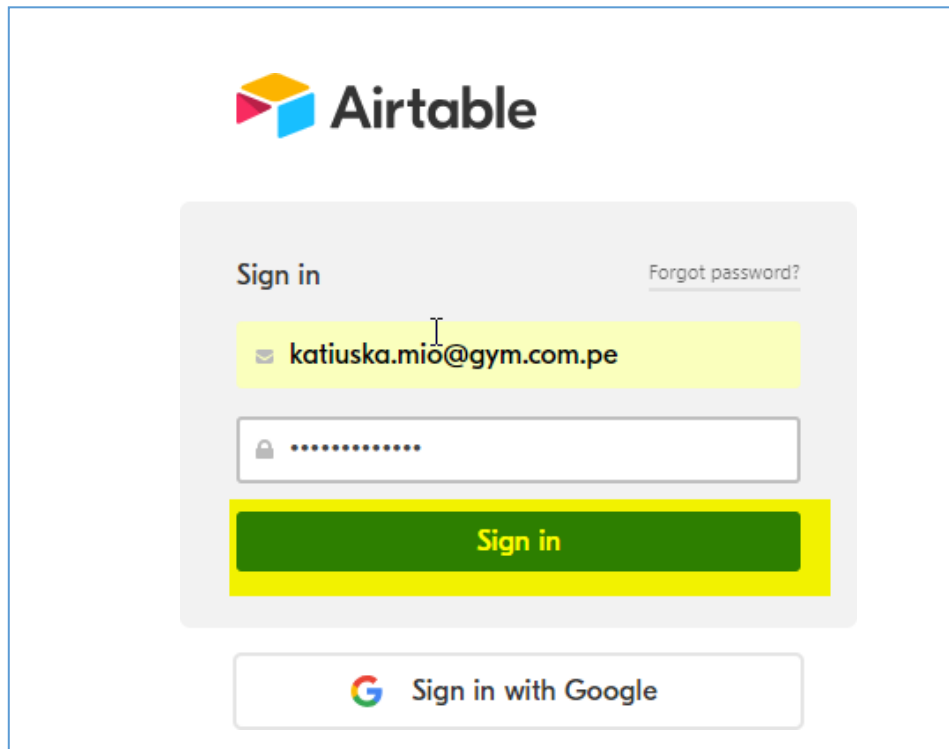 Airtable
Sign in
Forgot password?
katiuska.mio@gym.com.pe
•••••••••••••
Sign in
Sign in with Google